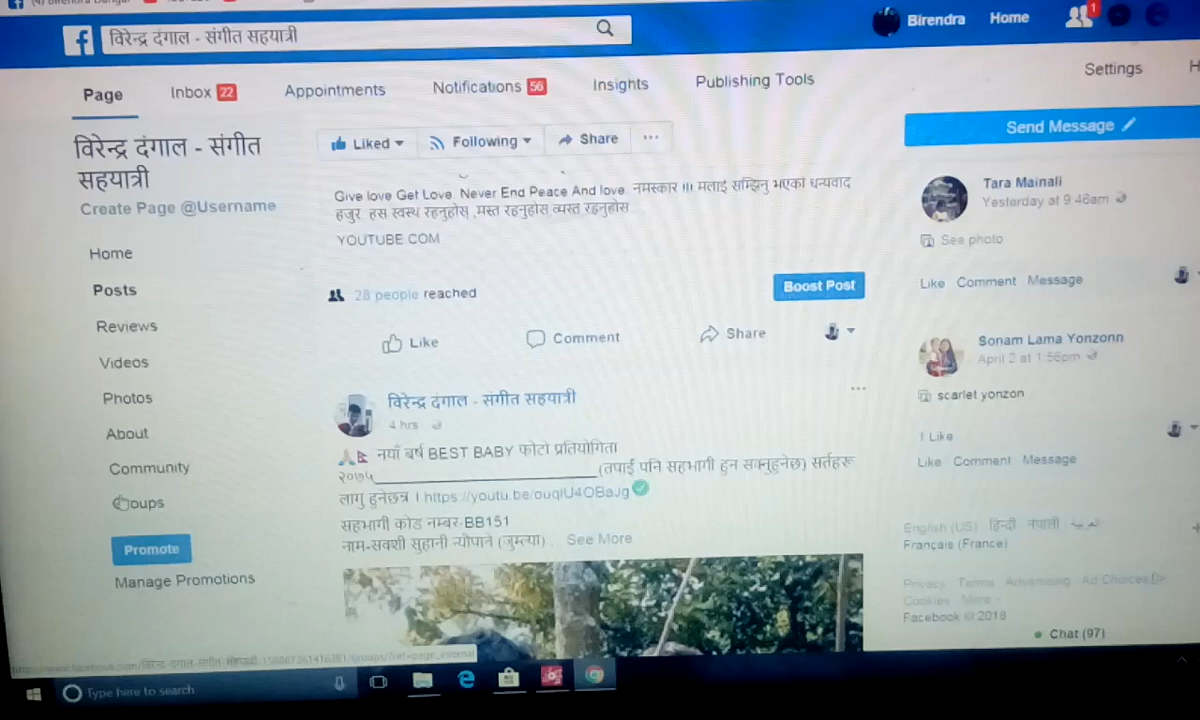 विरेन्द्र दंगाल - संगीत सहयात्री
Birendra
Home
1
Page
Inbox 22
Appointments
Notifications 56
Insights
Publishing Tools
Settings
विरेन्द्र दंगाल - संगीत
सहयात्री
Create Page @Username
Home
Posts
Reviews
Videos
Photos
About
Community
Promote
Manage Promotions
Liked
Following
Share
Give love Get Love. Never End Peace And love. नमस्कार !!! मलाई सम्झिनु भएको धन्यवाद
हजुर हस स्वस्थ रहनुहोस् ,मस्त रहनुहोस व्यस्त रहनुहोस
YOUTUBE.COM
28 people reached
Boost Post
Like
Comment
Share
विरेन्द्र दंगाल - संगीत सहयात्री
4 hrs
नयाँ बर्ष BEST BABY फोटो प्रतियोगिता
२०७५____________________(तपाईं पनि सहभागी हुन सक्नुहुनेछ) सर्तहरू
लागु हुनेछन्र । https://youtu.be/ouqIU4OBaJg
सहभागी कोड नम्बर-BB151
नाम-सवश्री सुहानी न्यौपाने (जुम्ल्या) . See More
Send Message
Tara Mainali
Yesterday at 9:46am
See photo
Like Comment Message
Sonam Lama Yonzonn
April 2 at 1:56pm
scarlet yonzon
1 Like
Like Comment Message
English (US) हिन्दी नेपाली العربية
Français (France)
Privacy Terms Advertising Ad Choices
Cookies More
Facebook © 2018
Chat (97)
Type here to search